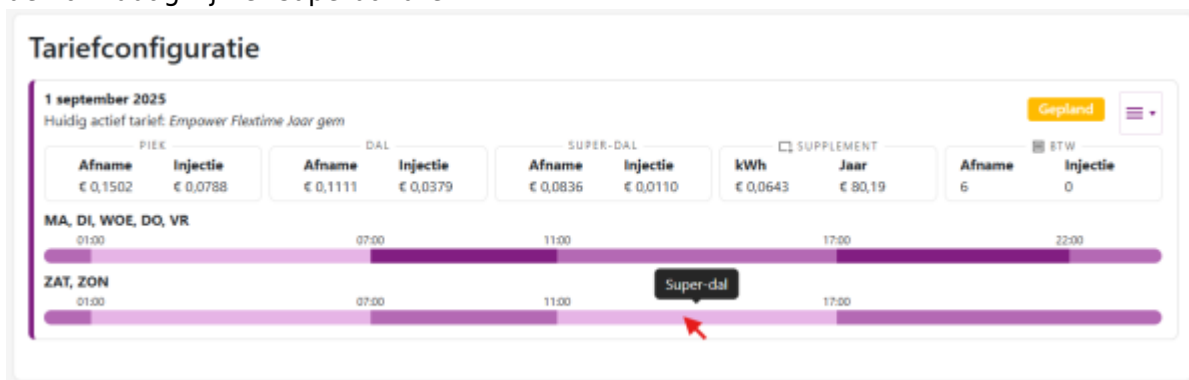 Tariefconfiguratie
1 september 2025
Huidig actief tarief: Empower Flextime Jaar gem
Gepland
PIEK
Afname Injectie
€ 0,1502 € 0,0788
DAL
Afname Injectie
€ 0,1111 € 0,0379
SUPER-DAL
Afname Injectie
€ 0,0836 € 0,0110
SUPPLEMENT
kWh Jaar
€ 0,0643 € 80,19
BTW
Afname Injectie
6 0
MA, DI, WOE, DO, VR
01:00 07:00 11:00 17:00 22:00
ZAT, ZON
01:00 07:00 11:00 17:00
Super-dal